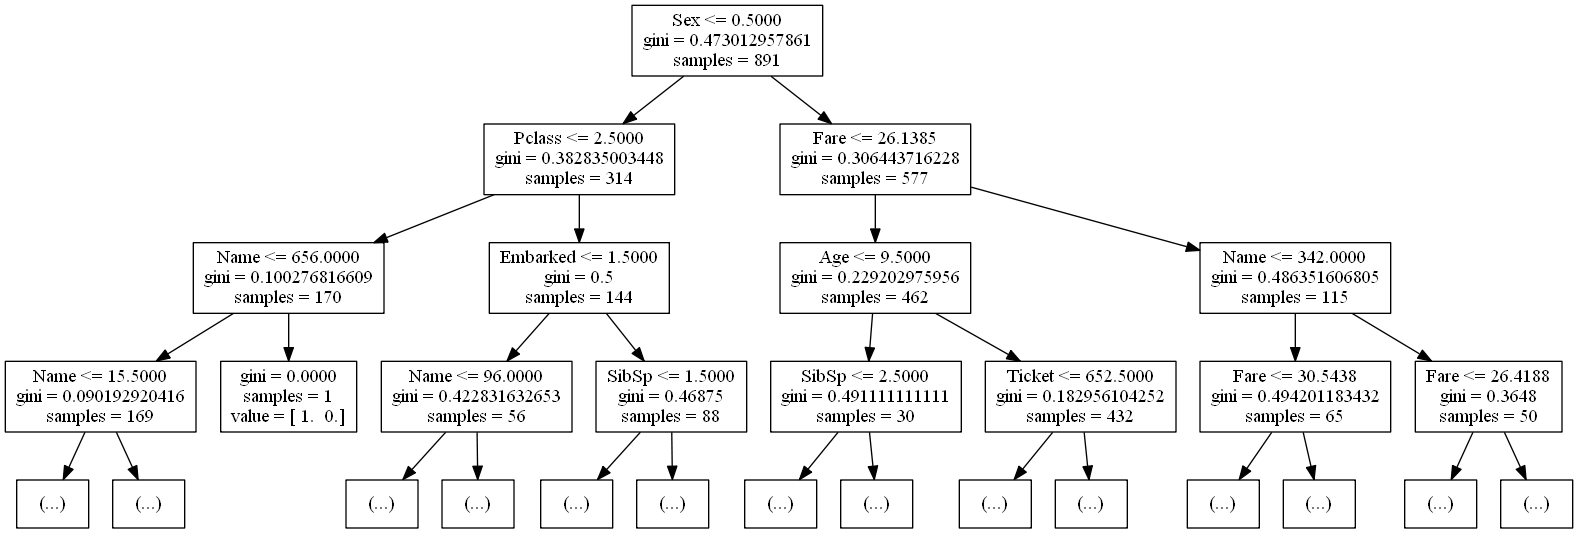 Sex <= 0.5000
gini = 0.473012957861
samples = 891
Pclass <= 2.5000
gini = 0.382835003448
samples = 314
Fare <= 26.1385
gini = 0.306443716228
samples = 577
Name <= 656.0000
gini = 0.100276816609
samples = 170
Embarked <= 1.5000
gini = 0.5
samples = 144
Age <= 9.5000
gini = 0.229202975956
samples = 462
Name <= 342.0000
gini = 0.486351606805
samples = 115
Name <= 15.5000
gini = 0.090192920416
samples = 169
gini = 0.0000
samples = 1
value = [ 1.  0.]
Name <= 96.0000
gini = 0.422831632653
samples = 56
SibSp <= 1.5000
gini = 0.46875
samples = 88
SibSp <= 2.5000
gini = 0.491111111111
samples = 30
Ticket <= 652.5000
gini = 0.182956104252
samples = 432
Fare <= 30.5438
gini = 0.494201183432
samples = 65
Fare <= 26.4188
gini = 0.3648
samples = 50
(...)
(...)
(...)
(...)
(...)
(...)
(...)
(...)
(...)
(...)
(...)
(...)
(...)
(...)